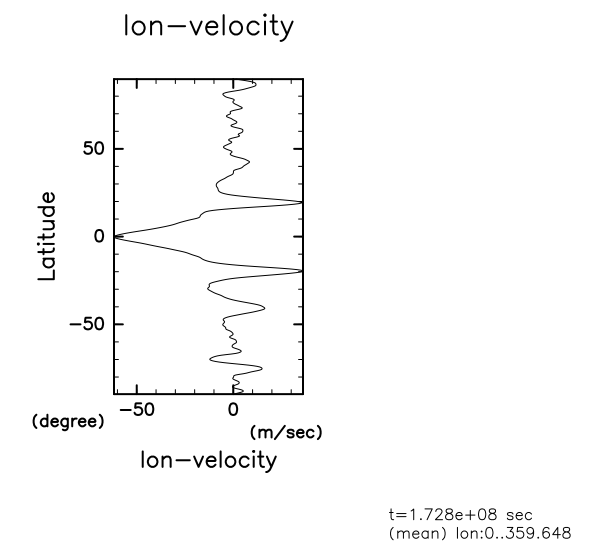 lon−velocity
50
0
−50
Latitude
−50 0
(degree)
(m/sec)
lon−velocity
t=1.728e+08 sec
(mean) lon:0..359.648